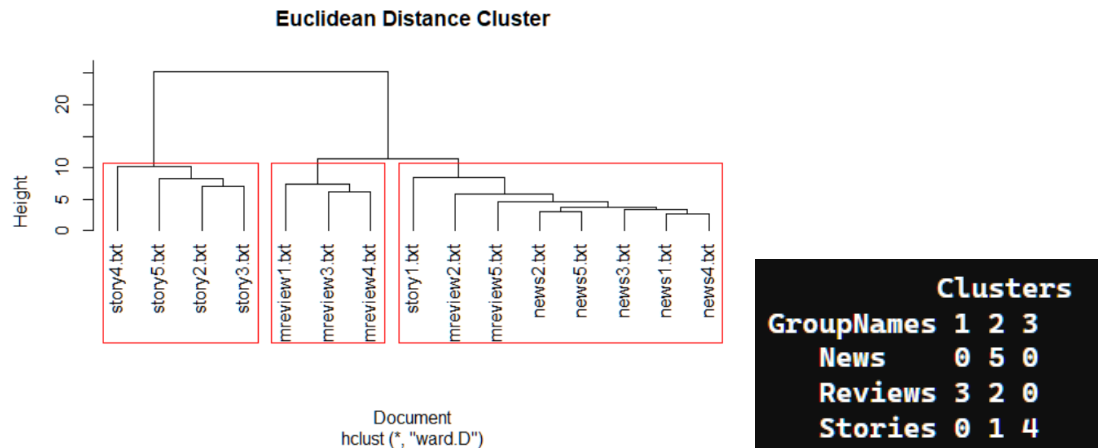 Euclidean Distance Cluster
Height
0
5
10
20
story4.txt
story5.txt
story2.txt
story3.txt
mreview1.txt
mreview3.txt
mreview4.txt
story1.txt
mreview2.txt
mreview5.txt
news2.txt
news5.txt
news3.txt
news1.txt
news4.txt
Document
hclust (*, "ward.D")
Clusters
GroupNames 1 2 3
News 0 5 0
Reviews 3 2 0
Stories 0 1 4